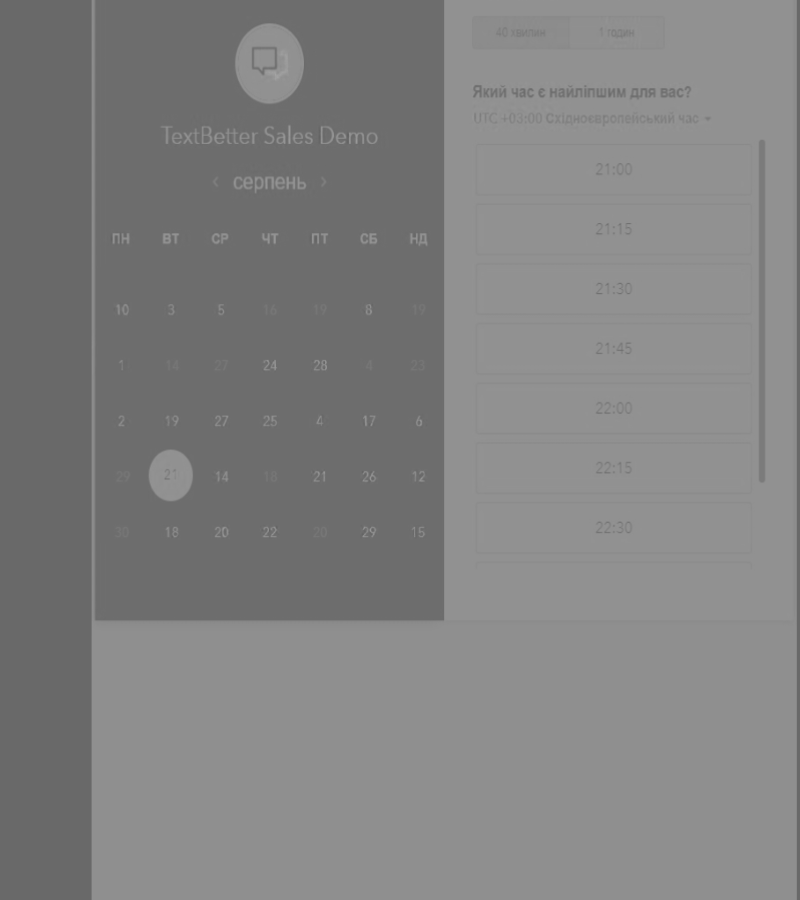 TextBetter Sales Demo
‹ серпень ›
ПН ВТ СР ЧТ ПТ СБ НД
10 3 5 16 19 8 19
1 14 27 24 28 4 23
2 19 27 25 4 17 6
29 21 14 18 21 26 12
30 18 20 22 20 29 15
40 хвилин 1 годин
Який час є найліпшим для вас?
UTC +03:00 Східноєвропейський час
21:00
21:15
21:30
21:45
22:00
22:15
22:30